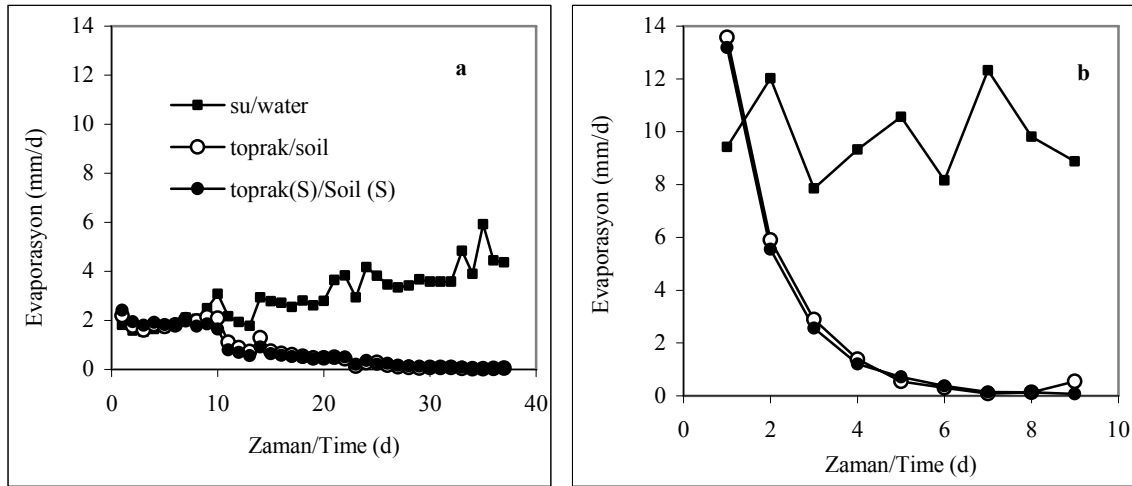 a
14
12
10
8
6
4
2
0
Evaporasyon (mm/d)
su/water
toprak/soil
toprak(S)/Soil (S)
0 10 20 30 40
Zaman/Time (d)
b
14
12
10
8
6
4
2
0
Evaporasyon (mm/d)
0 2 4 6 8 10
Zaman/Time (d)